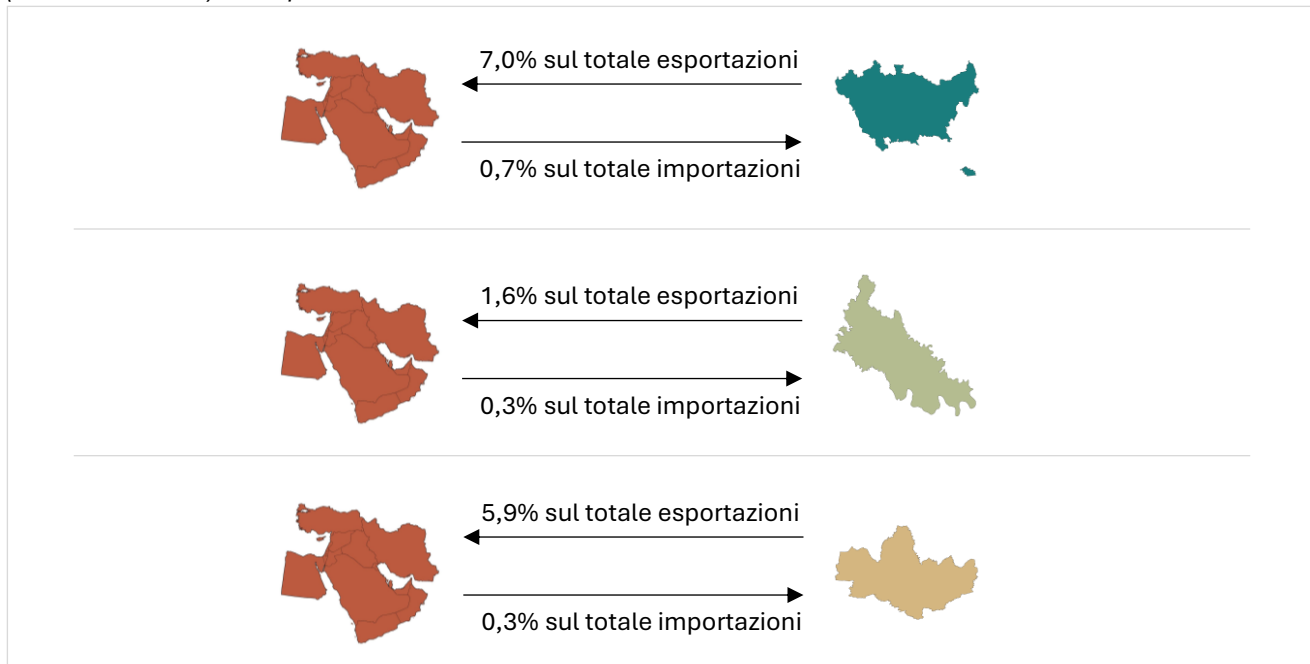 7,0% sul totale esportazioni
0,7% sul totale importazioni
1,6% sul totale esportazioni
0,3% sul totale importazioni
5,9% sul totale esportazioni
0,3% sul totale importazioni